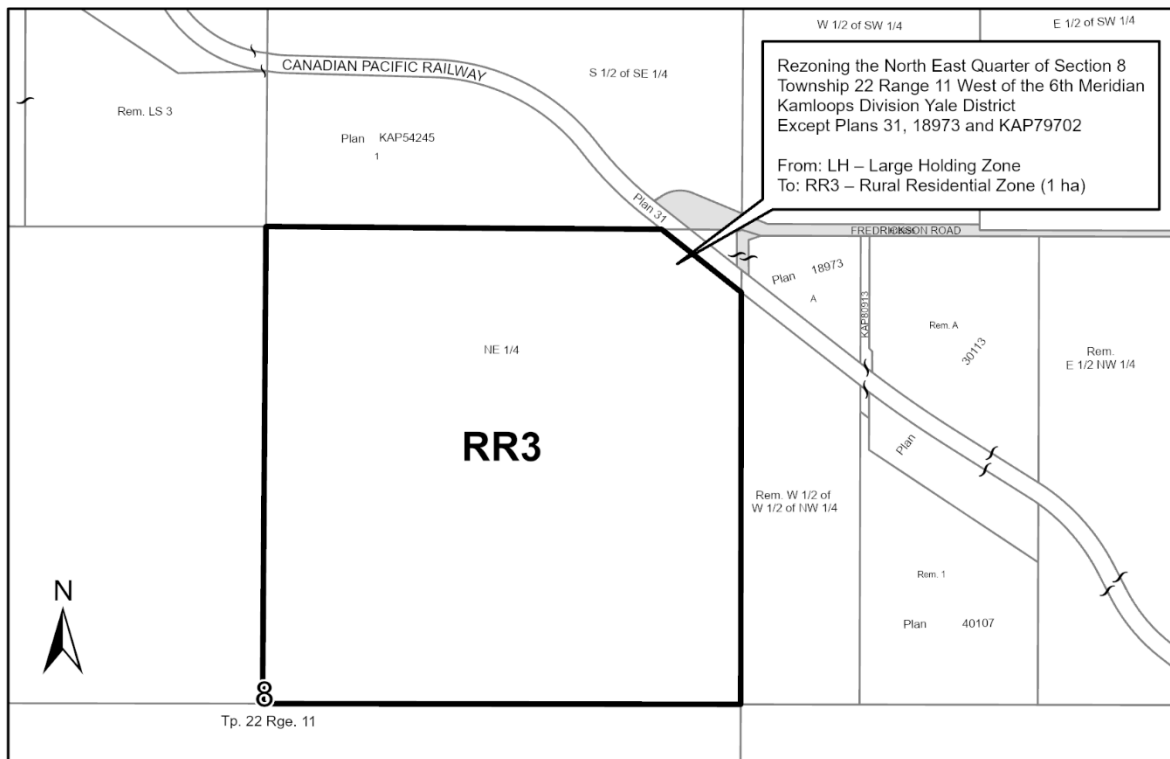 W 1/2 of SW 1/4
E 1/2 of SW 1/4
CANADIAN PACIFIC RAILWAY
S 1/2 of SE 1/4
Rezoning the North East Quarter of Section 8
Township 22 Range 11 West of the 6th Meridian
Kamloops Division Yale District
Except Plans 31, 18973 and KAP79702
From: LH – Large Holding Zone
To: RR3 – Rural Residential Zone (1 ha)
Rem. LS 3
Plan KAP54245
1
Plan 31
FREDRICKSON ROAD
Plan 18973
A
KAP80913
Rem. A
30113
Rem.
E 1/2 NW 1/4
NE 1/4
RR3
Plan
Rem. W 1/2 of
W 1/2 of NW 1/4
Rem. 1
Plan 40107
N
8
Tp. 22 Rge. 11